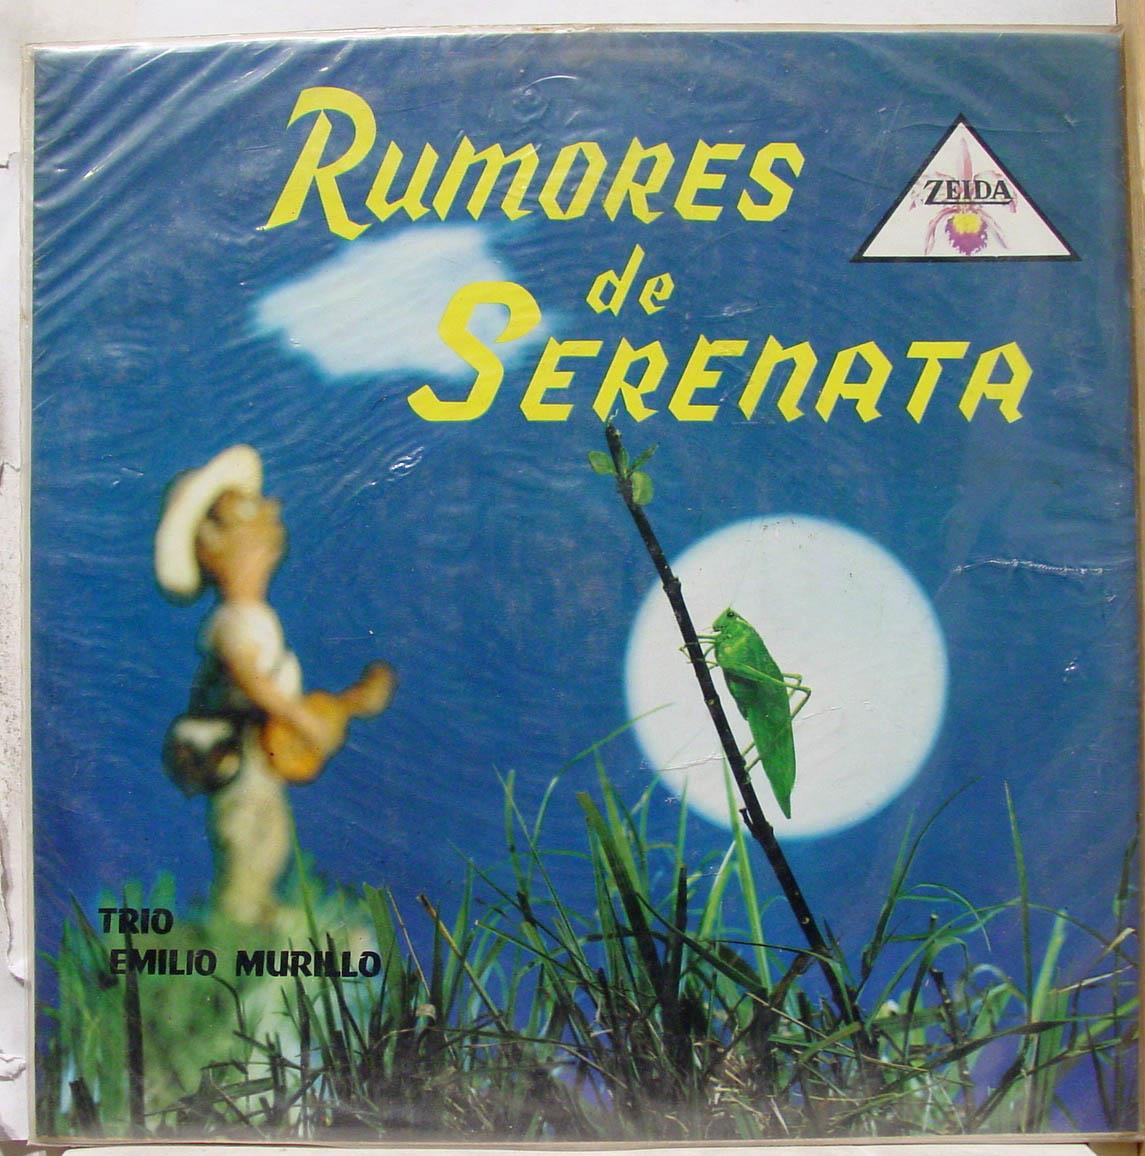 RUMORES
de
SERENATA
ZEIDA
TRIO
EMILIO MURILLO